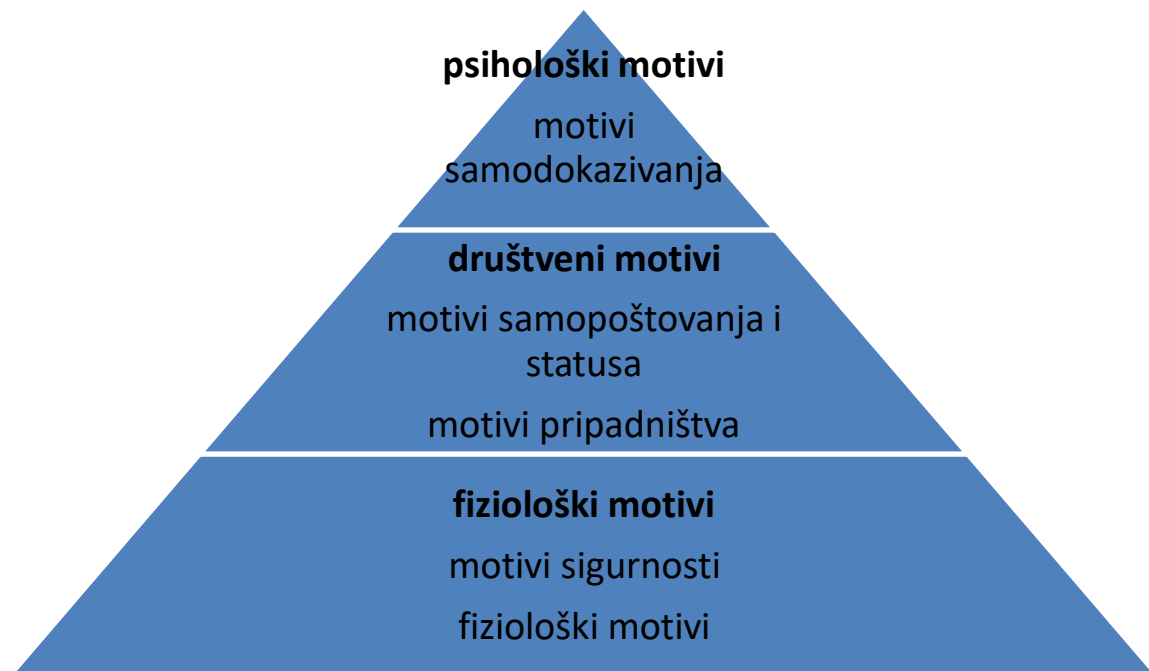 psihološki motivi
motivi
samodokazivanja
društveni motivi
motivi samopoštovanja i
statusa
motivi pripadništva
fiziološki motivi
motivi sigurnosti
fiziološki motivi